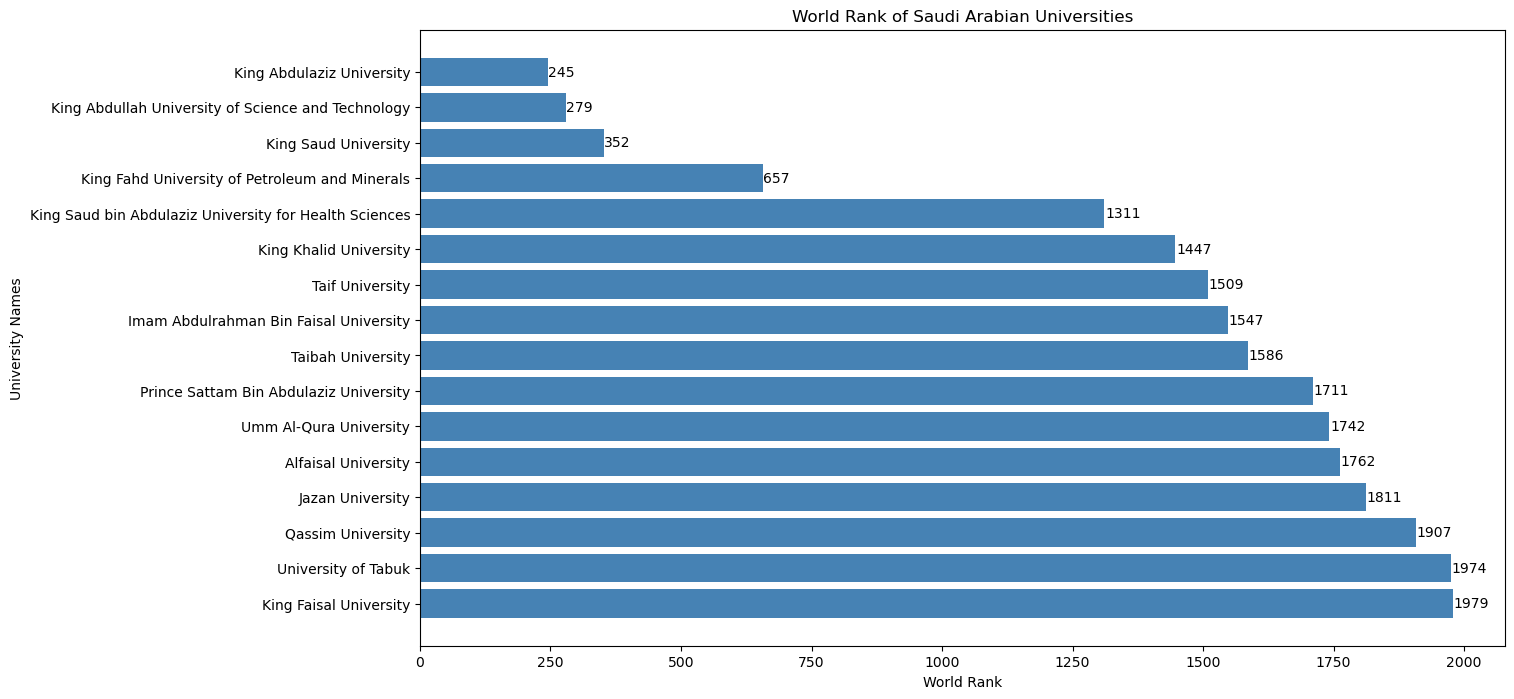 World Rank of Saudi Arabian Universities
University Names
King Abdulaziz University 245
King Abdullah University of Science and Technology 279
King Saud University 352
King Fahd University of Petroleum and Minerals 657
King Saud bin Abdulaziz University for Health Sciences 1311
King Khalid University 1447
Taif University 1509
Imam Abdulrahman Bin Faisal University 1547
Taibah University 1586
Prince Sattam Bin Abdulaziz University 1711
Umm Al-Qura University 1742
Alfaisal University 1762
Jazan University 1811
Qassim University 1907
University of Tabuk 1974
King Faisal University 1979
0 250 500 750 1000 1250 1500 1750 2000
World Rank